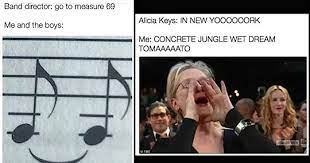 Band director: go to measure 69
Me and the boys:
Alicia Keys: IN NEW YOOOOOORK
Me: CONCRETE JUNGLE WET DREAM
TOMAAAAATO